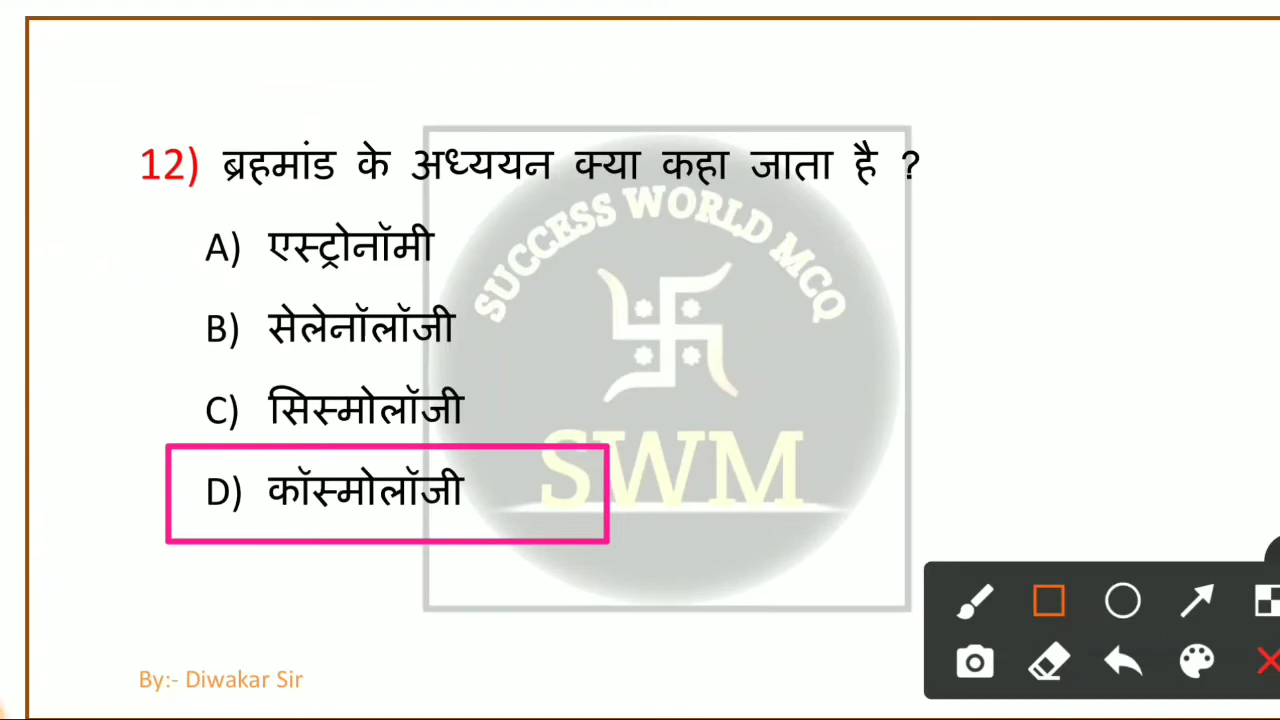 12) ब्रहमांड के अध्ययन क्या कहा जाता है ?
A) एस्ट्रोनॉमी
B) सेलेनॉलॉजी
C) सिस्मोलॉजी
D) कॉस्मोलॉजी
SUCCESS WORLD MCQ
SWM
By:- Diwakar Sir